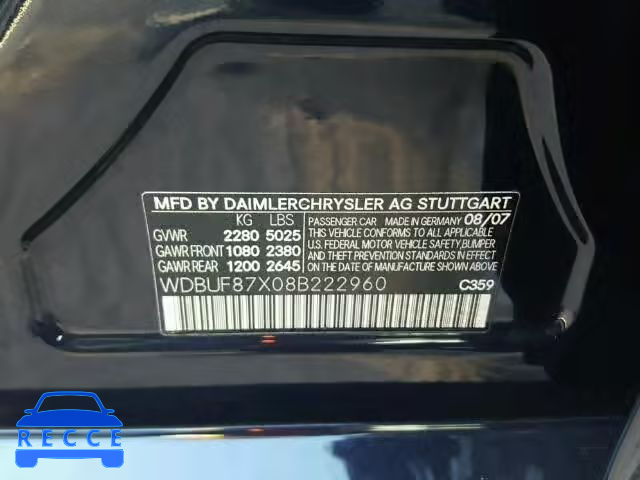 MFD BY DAIMLERCHRYSLER AG STUTTGART
KG LBS
GVWR 2280 5025
GAWR FRONT 1080 2380
GAWR REAR 1200 2645
PASSENGER CAR MADE IN GERMANY 08/07
THIS VEHICLE CONFORMS TO ALL APPLICABLE
U.S. FEDERAL MOTOR VEHICLE SAFETY, BUMPER
AND THEFT PREVENTION STANDARDS IN EFFECT
ON THE DATE OF MANUFACTURE SHOWN ABOVE.
WDBUF87X08B222960 C359
RECCE